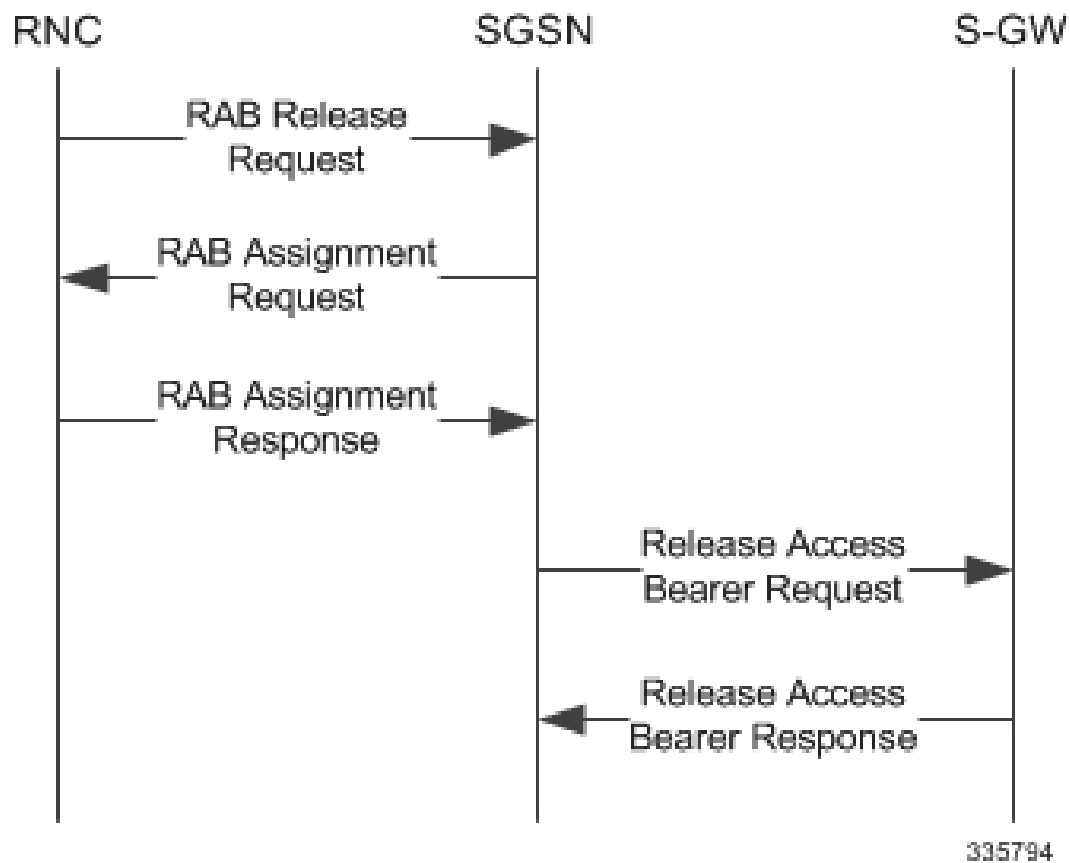 RNC
SGSN
S-GW
RAB Release
Request
RAB Assignment
Request
RAB Assignment
Response
Release Access
Bearer Request
Release Access
Bearer Response
335794